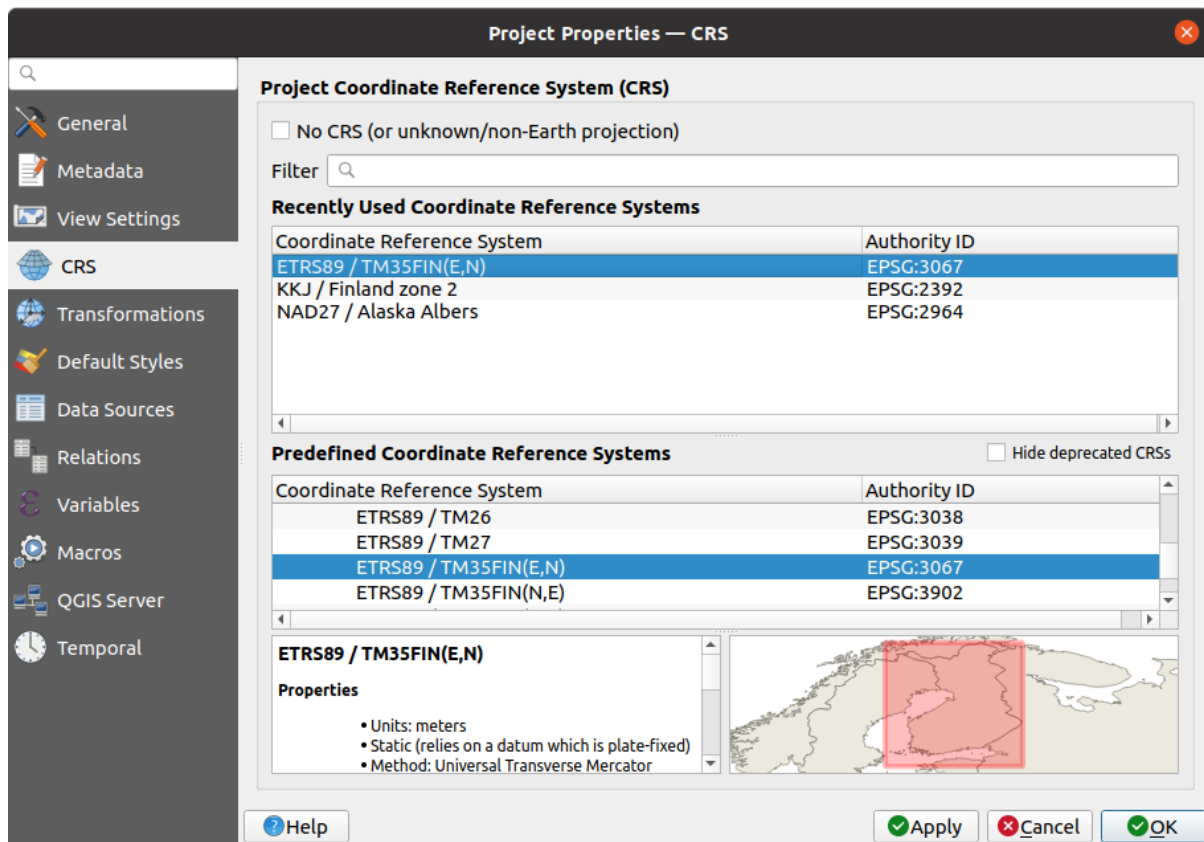 Project Properties — CRS
General
Metadata
View Settings
CRS
Transformations
Default Styles
Data Sources
Relations
Variables
Macros
QGIS Server
Temporal
Project Coordinate Reference System (CRS)
No CRS (or unknown/non-Earth projection)
Filter
Recently Used Coordinate Reference Systems
Coordinate Reference System Authority ID
ETRS89 / TM35FIN(E,N) EPSG:3067
KKJ / Finland zone 2 EPSG:2392
NAD27 / Alaska Albers EPSG:2964
Predefined Coordinate Reference Systems Hide deprecated CRSs
Coordinate Reference System Authority ID
ETRS89 / TM26 EPSG:3038
ETRS89 / TM27 EPSG:3039
ETRS89 / TM35FIN(E,N) EPSG:3067
ETRS89 / TM35FIN(N,E) EPSG:3902
ETRS89 / TM35FIN(E,N)
Properties
• Units: meters
• Static (relies on a datum which is plate-fixed)
• Method: Universal Transverse Mercator
Help Apply Cancel OK